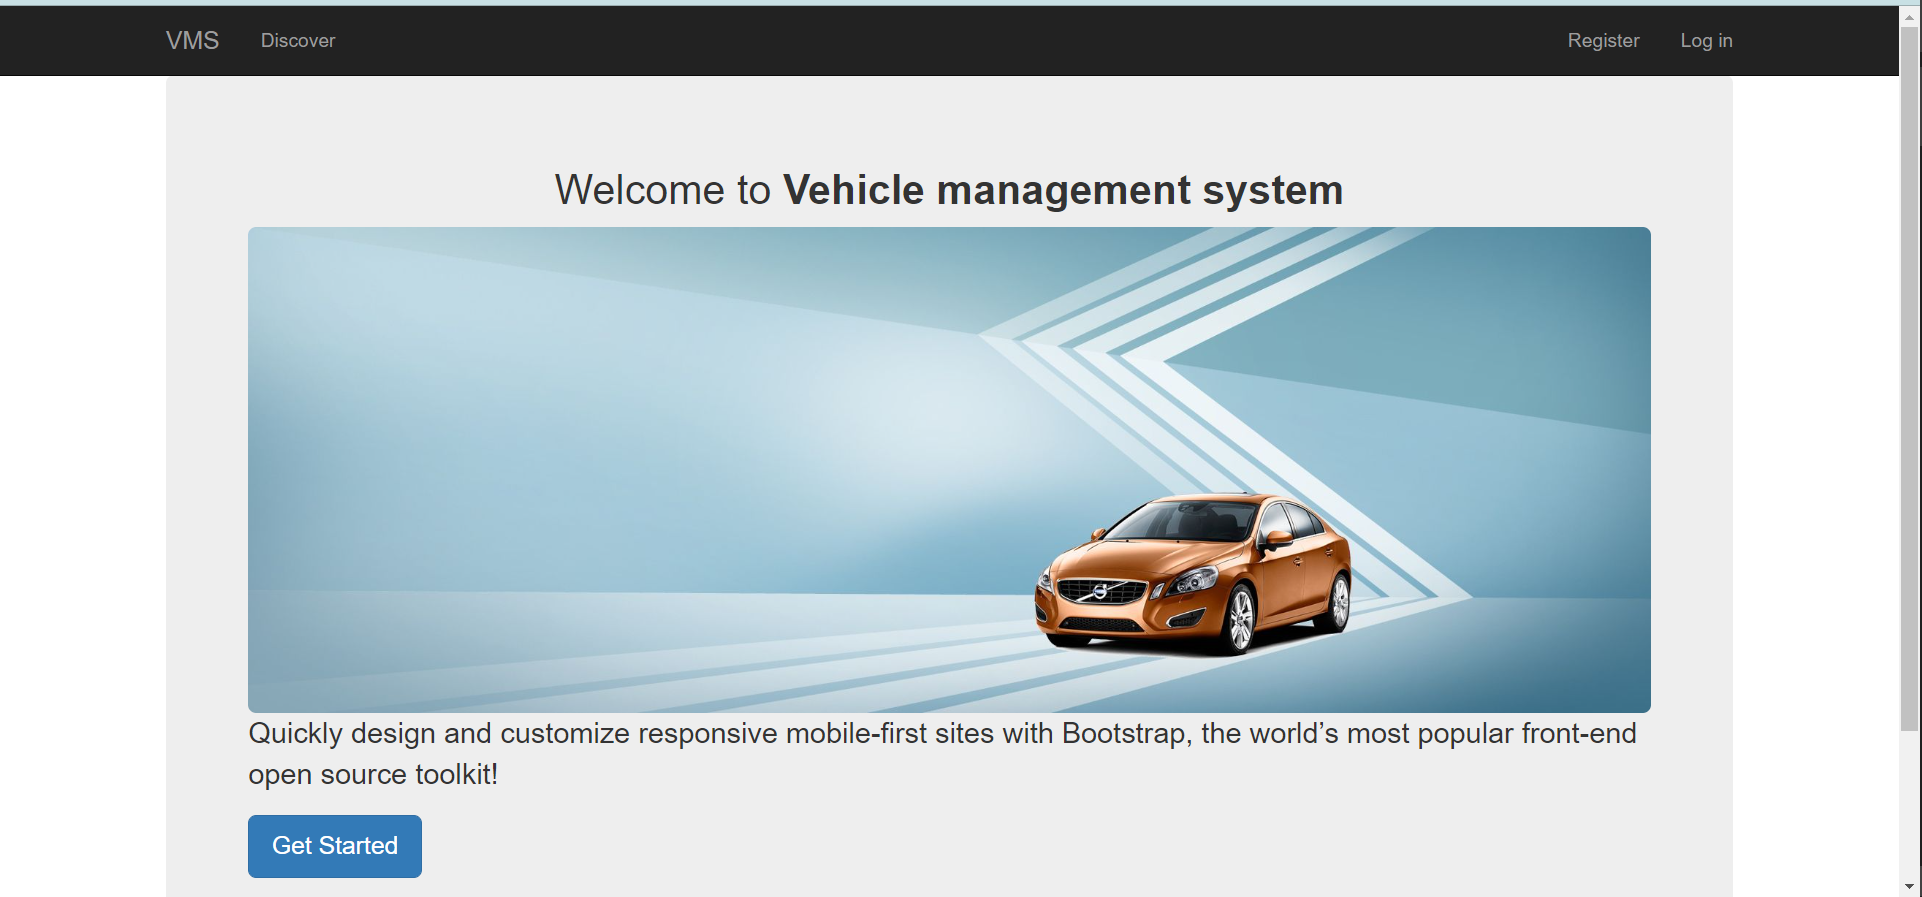 VMS Discover Register Log in
Welcome to Vehicle management system
Quickly design and customize responsive mobile-first sites with Bootstrap, the world’s most popular front-end
open source toolkit!
Get Started